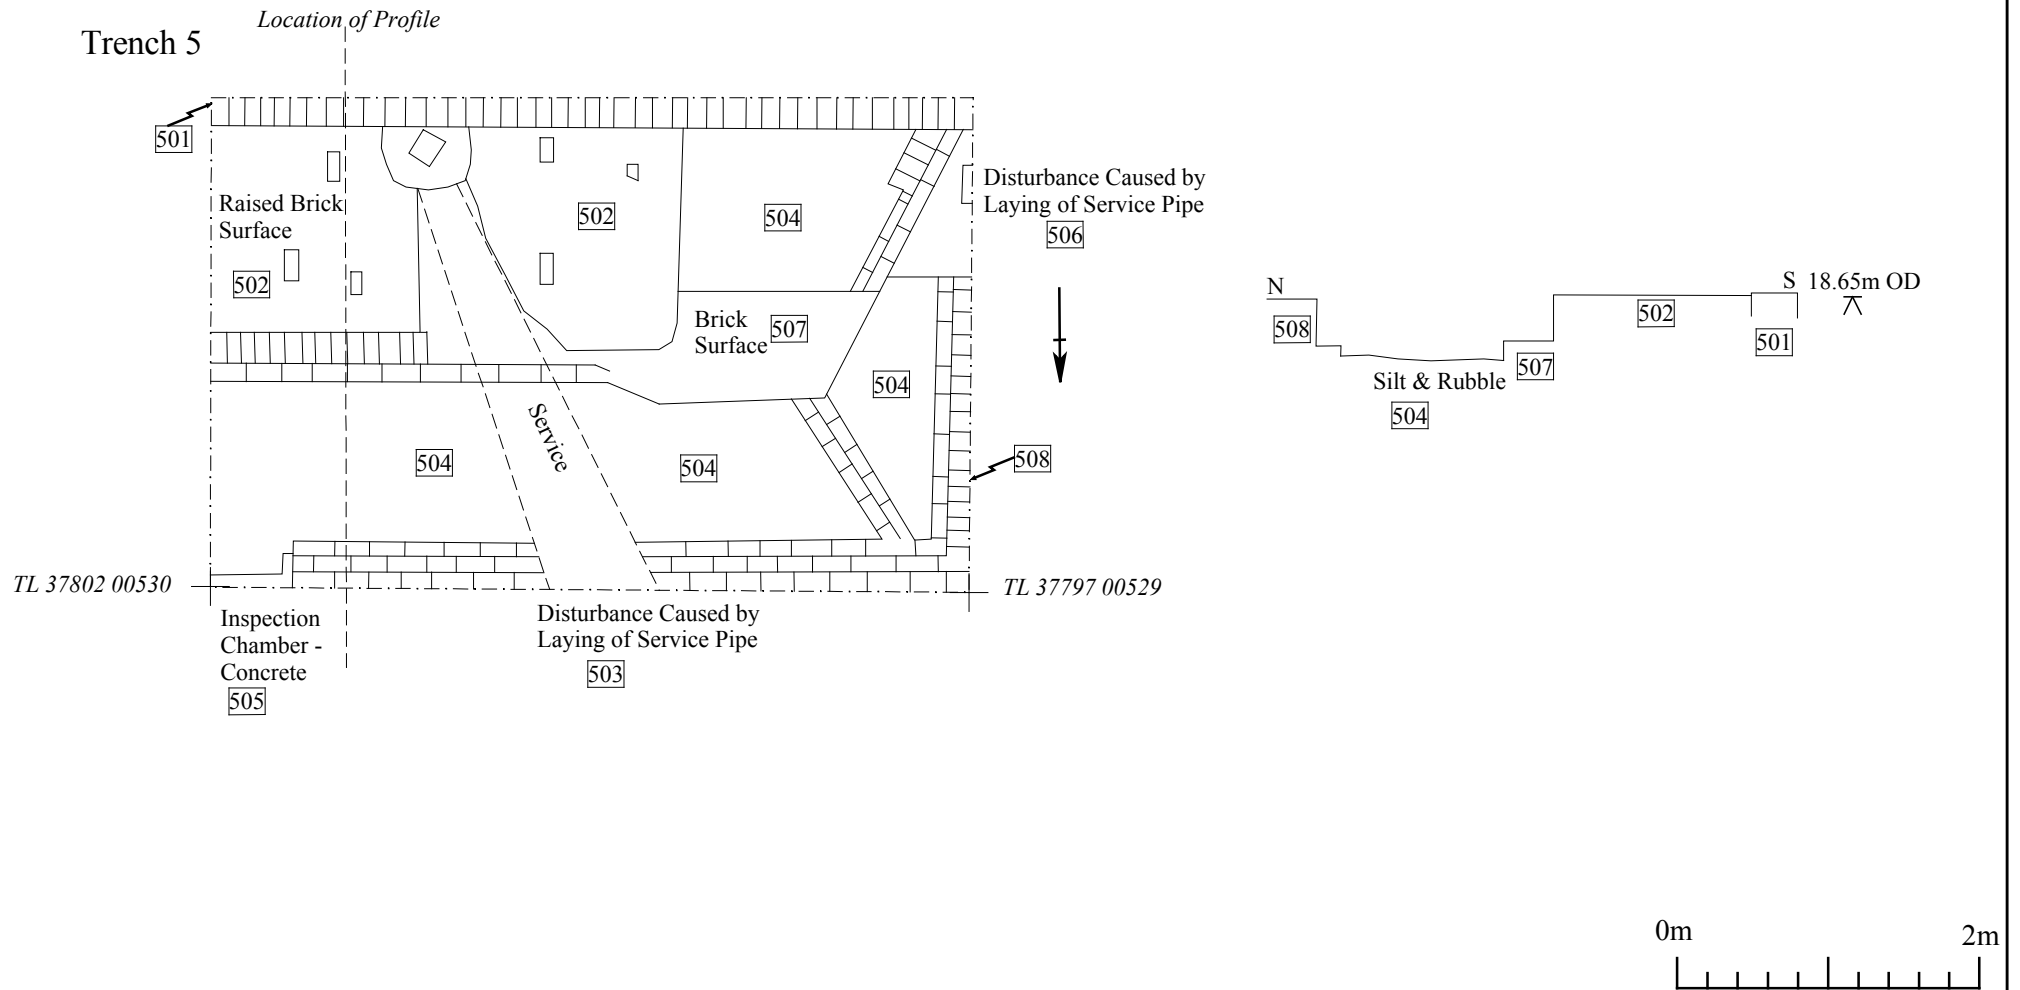 Location of Profile
Trench 5
501
Raised Brick
Surface
502
502
504
Disturbance Caused by
Laying of Service Pipe
506
Brick
Surface
507
504
Service
504
504
508
TL 37802 00530
TL 37797 00529
Inspection
Chamber -
Concrete
505
Disturbance Caused by
Laying of Service Pipe
503
N
S 18.65m OD
508
502
501
507
Silt & Rubble
504
0m
2m